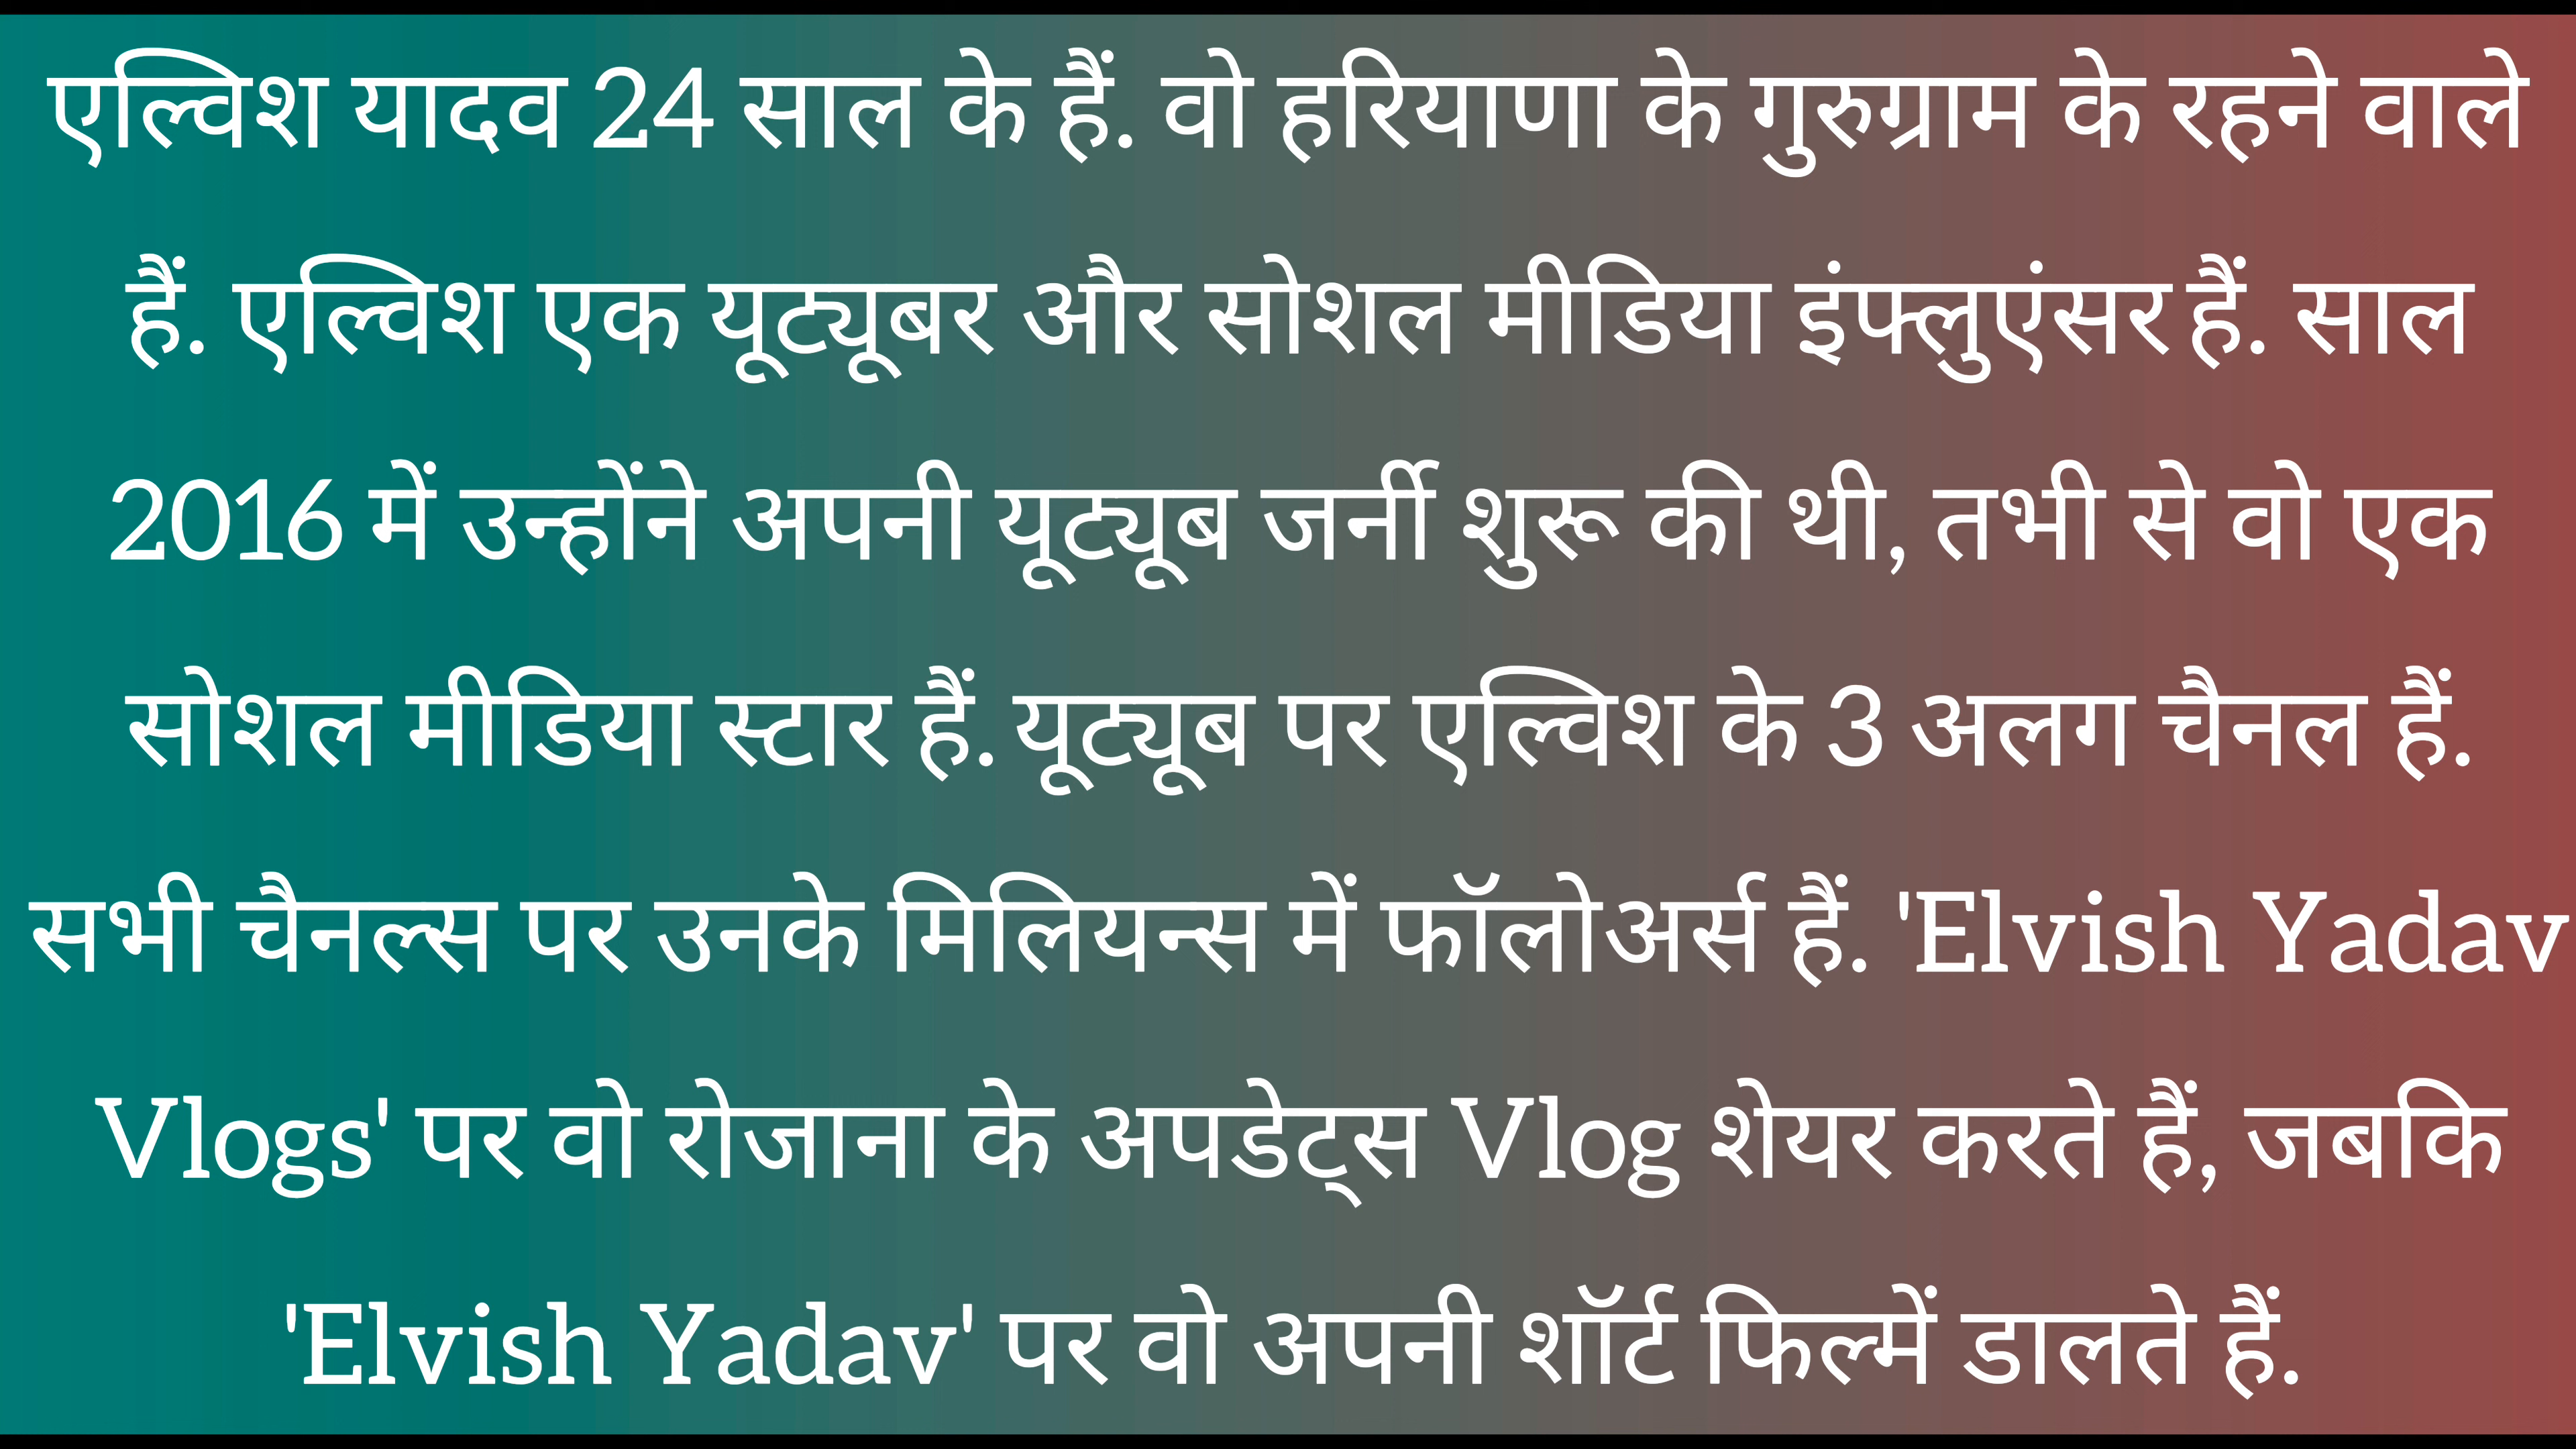 एल्विश यादव 24 साल के हैं. वो हरियाणा के गुरुग्राम के रहने वाले
हैं. एल्विश एक यूट्यूबर और सोशल मीडिया इंफ्लुएंसर हैं. साल
2016 में उन्होंने अपनी यूट्यूब जर्नी शुरू की थी, तभी से वो एक
सोशल मीडिया स्टार हैं. यूट्यूब पर एल्विश के 3 अलग चैनल हैं.
सभी चैनल्स पर उनके मिलियन्स में फॉलोअर्स हैं. 'Elvish Yadav
Vlogs' पर वो रोजाना के अपडेट्स Vlog शेयर करते हैं, जबकि
'Elvish Yadav' पर वो अपनी शॉर्ट फिल्में डालते हैं.